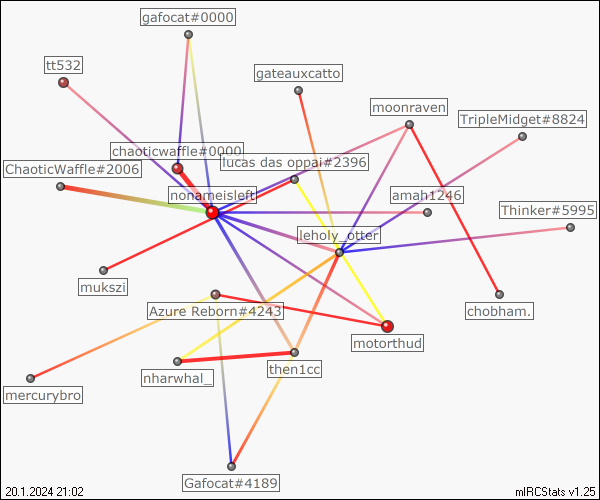 gafocat#0000
tt532
gateauxcatto
moonraven
TripleMidget#8824
chaoticwaffle#0000
lucas das oppai#2396
ChaoticWaffle#2006
nonameisleft
amah1246
Thinker#5995
leholy_otter
mukszi
Azure Reborn#4243
chobham.
motorthud
nharwhal_
then1cc
mercurybro
Gafocat#4189
20.1.2024 21:02
mIRCStats v1.25